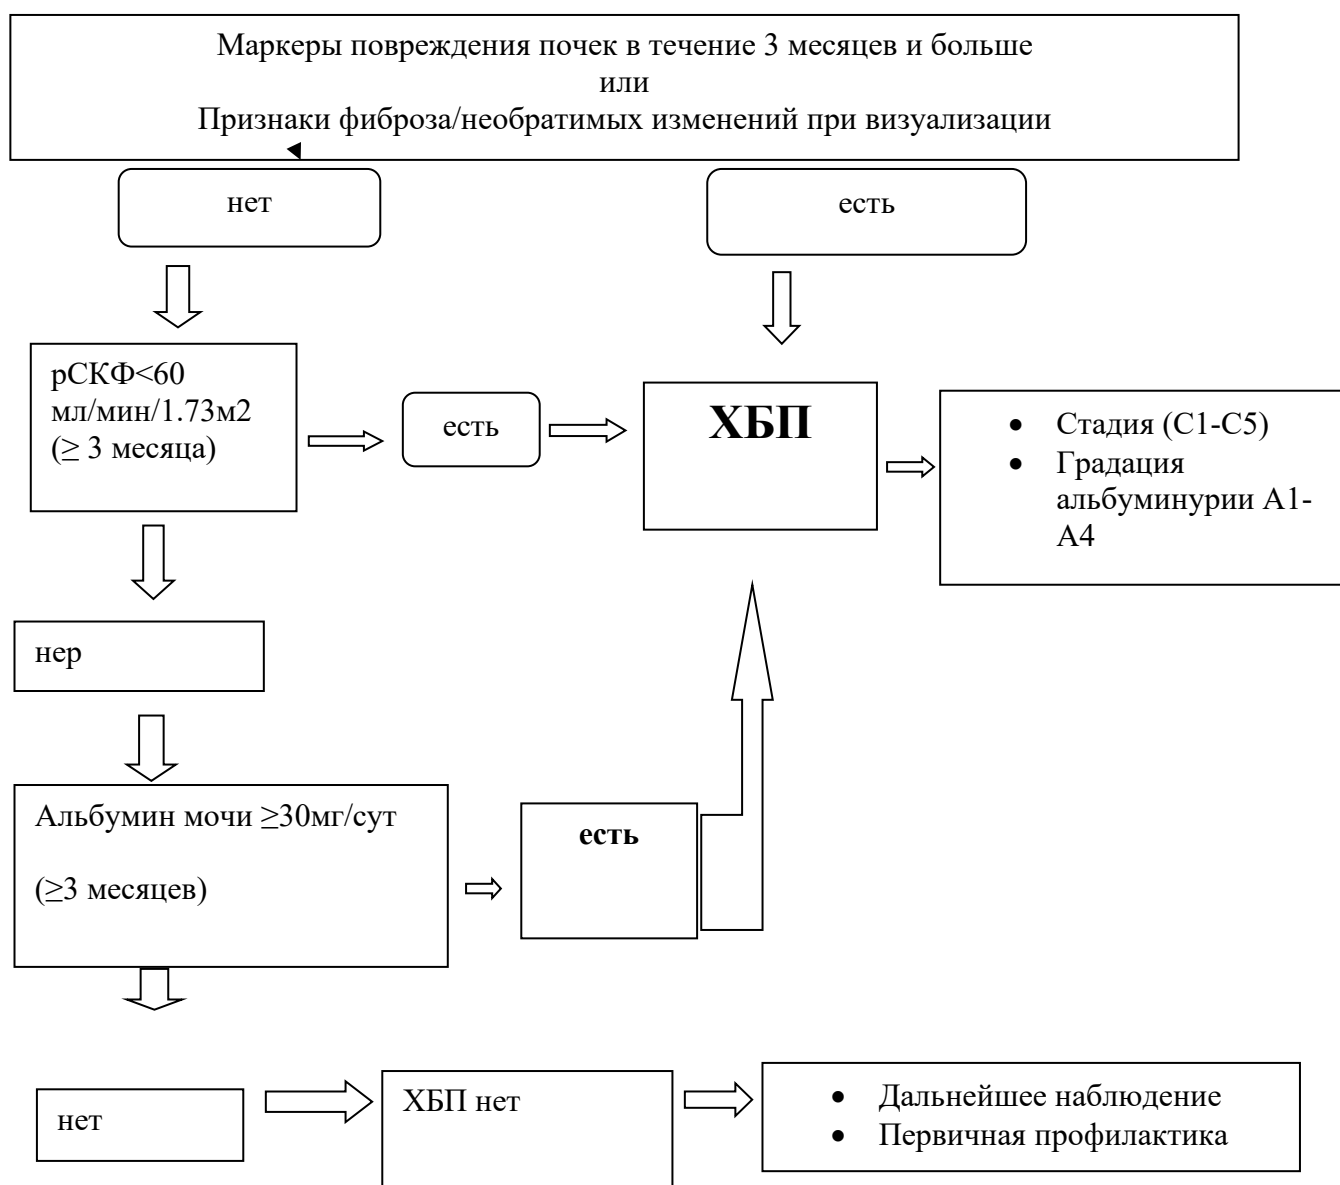 Маркеры повреждения почек в течение 3 месяцев и больше
или
Признаки фиброза/необратимых изменений при визуализации
нет
есть
рСКФ<60
мл/мин/1.73м2
(≥ 3 месяца)
есть
ХБП
• Стадия (С1-С5)
• Градация
альбуминурии А1-
А4
нер
Альбумин мочи ≥30мг/сут
(≥3 месяцев)
есть
нет
ХБП нет
• Дальнейшее наблюдение
• Первичная профилактика